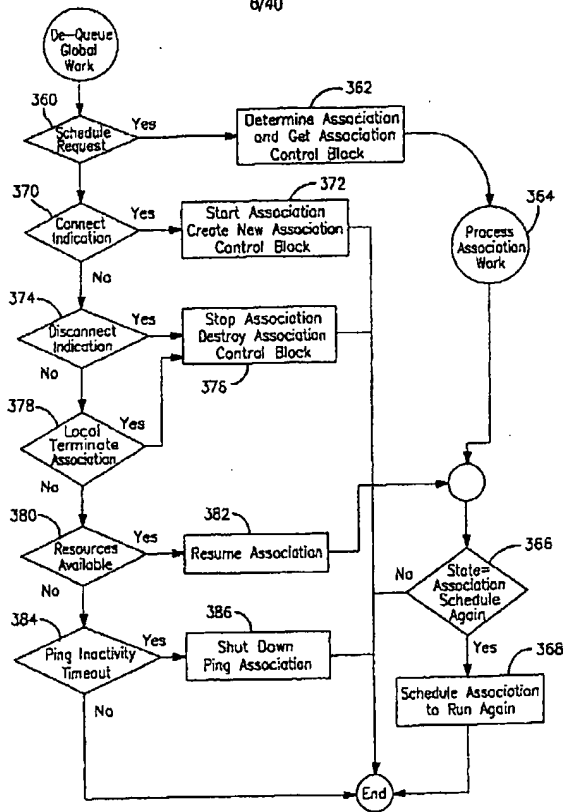 8/40
De-Queue
Global
Work
360
Schedule
Request
Yes
362
Determine Association
and Get Association
Control Block
370
Connect
Indication
Yes
372
Start Association
Create New Association
Control Block
364
Process
Association
Work
No
374
Disconnect
Indication
Yes
Stop Association
Destroy Association
Control Block
376
No
378
Local
Terminate
Association
Yes
No
380
Resources
Available
Yes
382
Resume Association
366
State=
Association
Schedule
Again
No
No
384
Ping Inactivity
Timeout
Yes
386
Shut Down
Ping Association
Yes
368
Schedule Association
to Run Again
No
End